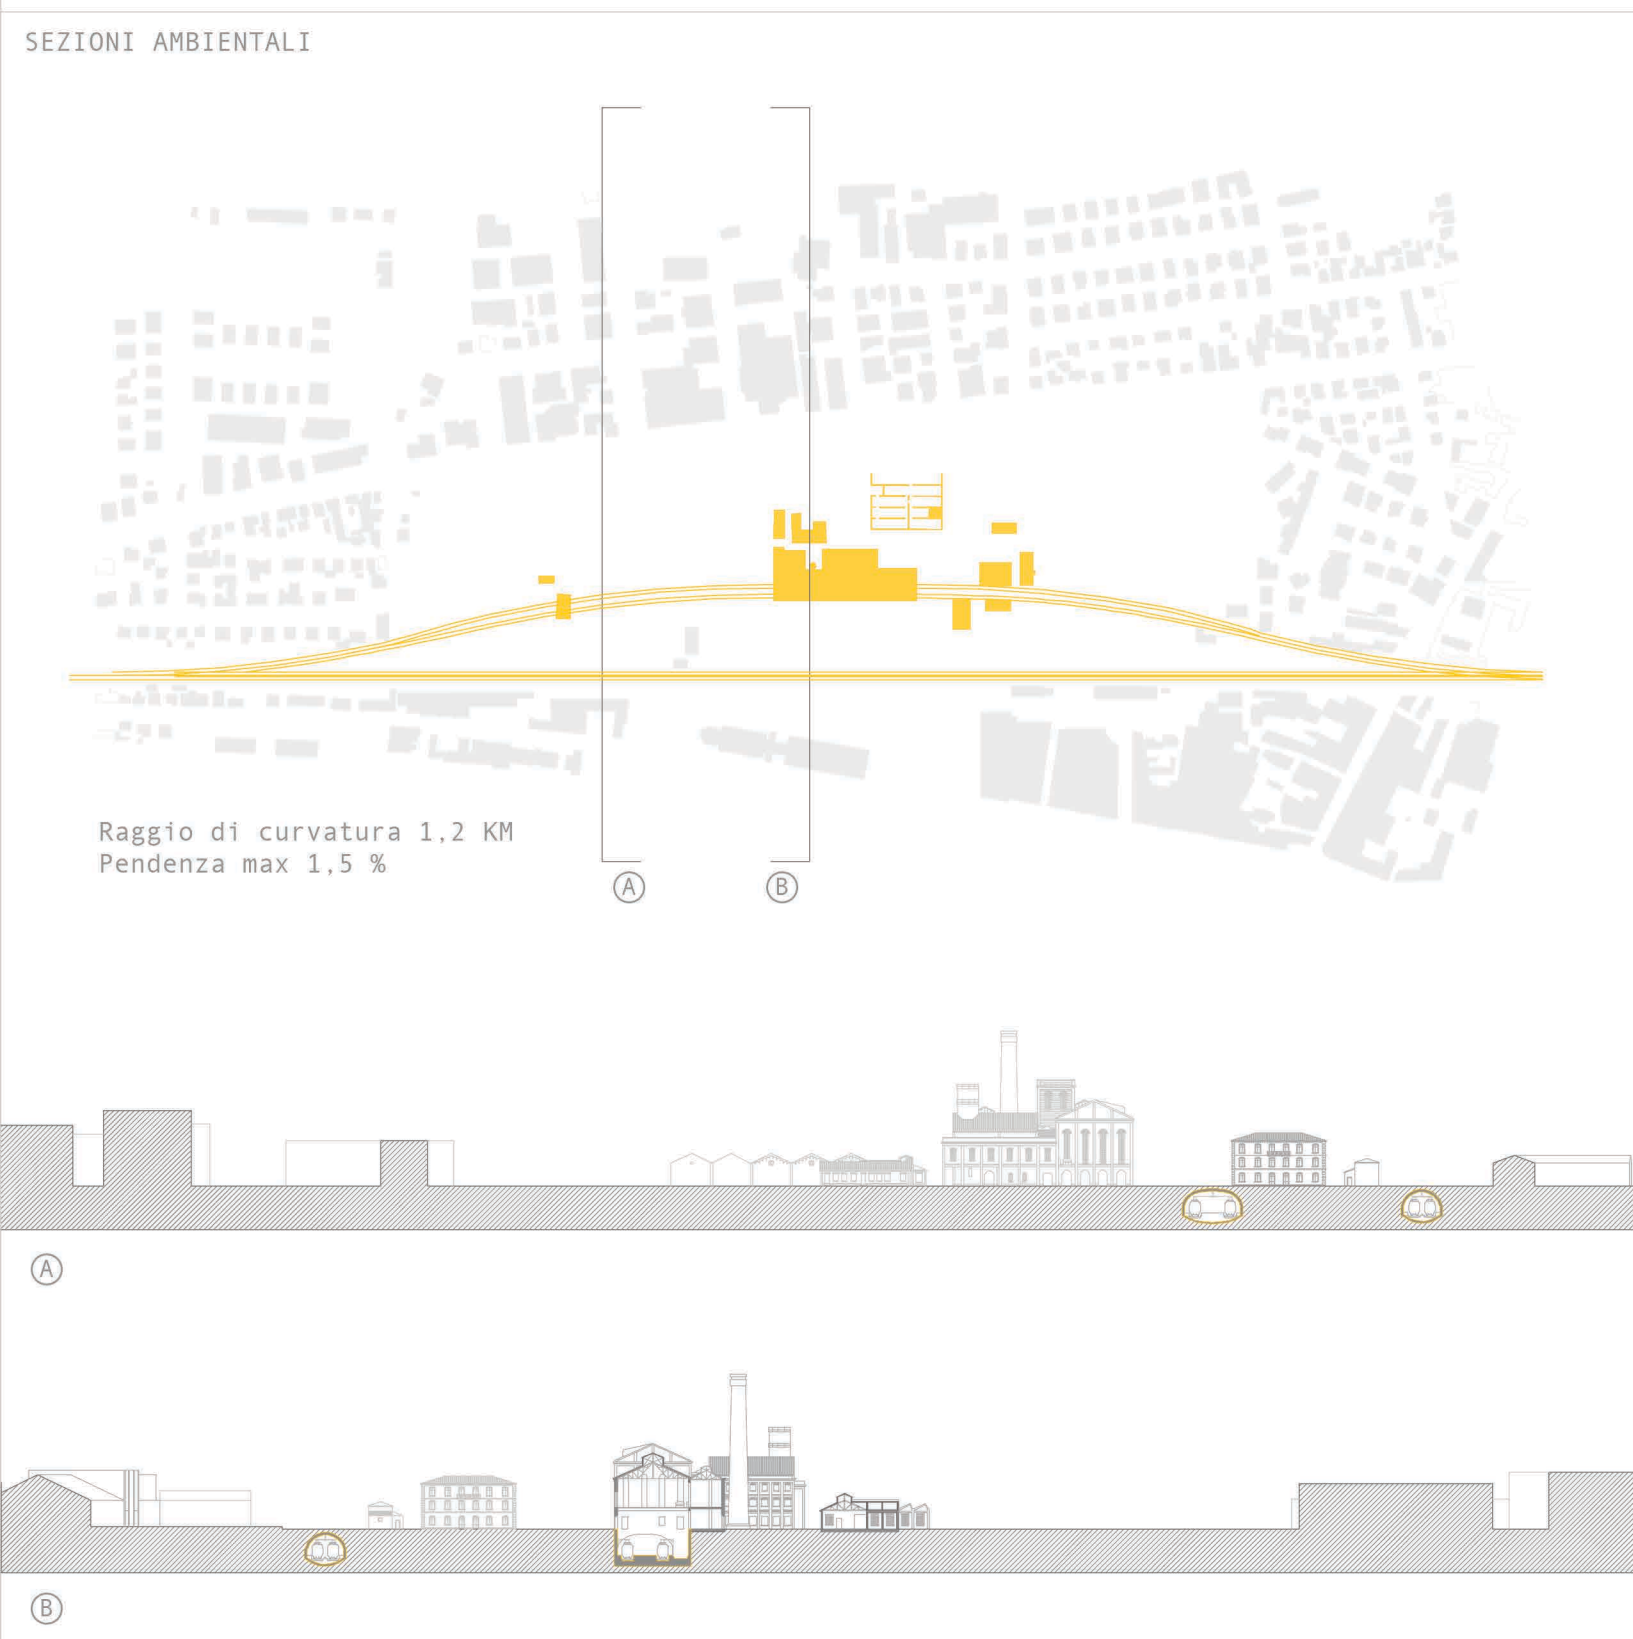 SEZIONI AMBIENTALI
Raggio di curvatura 1,2 KM
Pendenza max 1,5 %
A
B
A
B